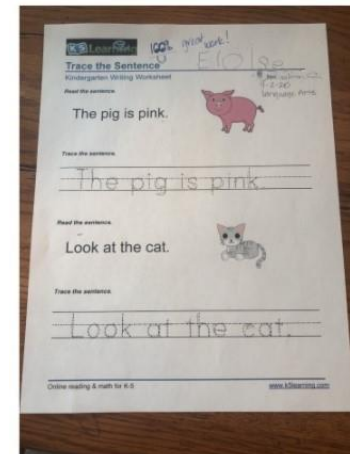 K5 Learning 100% great work!
Trace the Sentence
Kindergarten Writing Worksheet
Read the sentence.
The pig is pink.
Trace the sentence.
The pig is pink.
Read the sentence.
Look at the cat.
Trace the sentence.
Look at the cat.
Online reading & math for K-5
www.k5learning.com
Language Arts